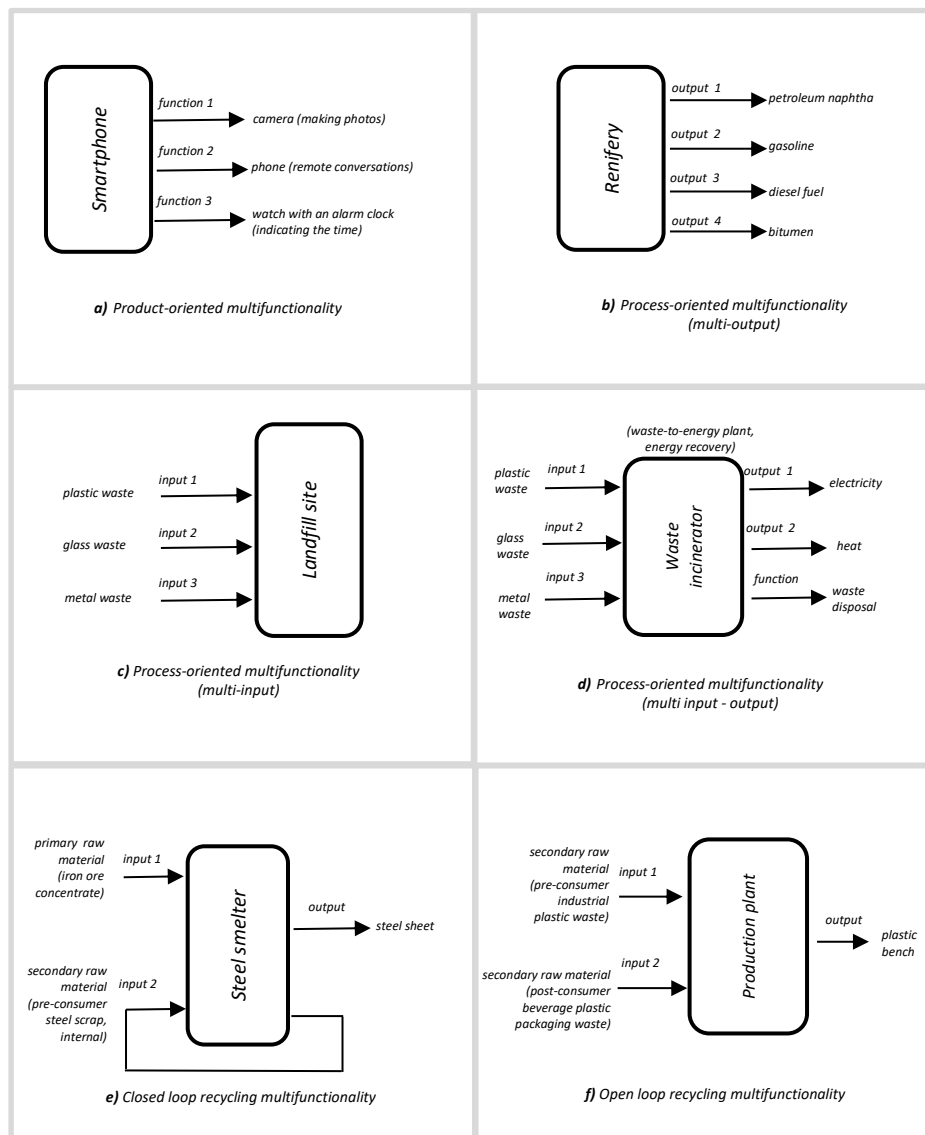 Smartphone
function 1
camera (making photos)
function 2
phone (remote conversations)
function 3
watch with an alarm clock
(indicating the time)
a) Product-oriented multifunctionality
Renifery
output 1
petroleum naphtha
output 2
gasoline
output 3
diesel fuel
output 4
bitumen
b) Process-oriented multifunctionality
(multi-output)
plastic waste
input 1
glass waste
input 2
metal waste
input 3
Landfill site
c) Process-oriented multifunctionality
(multi-input)
(waste-to-energy plant,
energy recovery)
plastic
waste
input 1
glass
waste
input 2
metal
waste
input 3
Waste
incinerator
output 1
electricity
output 2
heat
function
waste
disposal
d) Process-oriented multifunctionality
(multi input - output)
primary raw
material
(iron ore
concentrate)
input 1
secondary raw
material
(pre-consumer
steel scrap,
internal)
input 2
Steel smelter
output
steel sheet
e) Closed loop recycling multifunctionality
secondary raw
material
(pre-consumer
industrial
plastic waste)
input 1
secondary raw material
(post-consumer
beverage plastic
packaging waste)
input 2
Production plant
output
plastic
bench
f) Open loop recycling multifunctionality